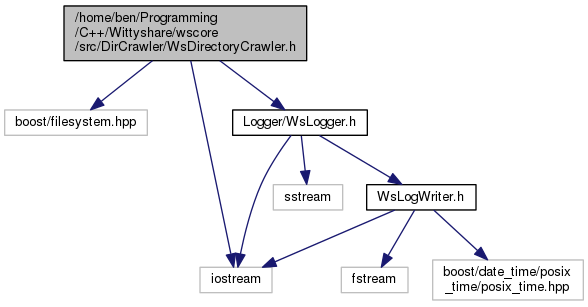 /home/ben/Programming
/C++/Wittyshare/wscore
/src/DirCrawler/WsDirectoryCrawler.h
boost/filesystem.hpp
Logger/WsLogger.h
sstream
WsLogWriter.h
iostream
fstream
boost/date_time/posix
_time/posix_time.hpp